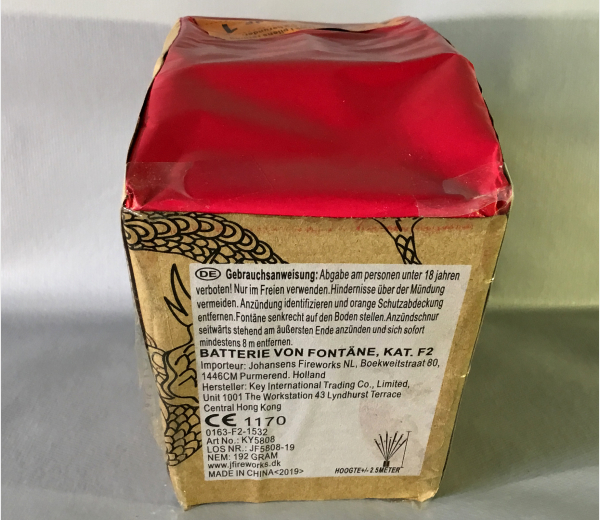 DE Gebrauchsanweisung: Abgabe am personen unter 18 jahren
verboten! Nur im Freien verwenden. Hindernisse über der Mündung
vermeiden. Anzündung identifizieren und orange Schutzabdeckung
entfernen. Fontäne senkrecht auf den Boden stellen. Anzündschnur
seitwärts stehend am äußersten Ende anzünden und sich sofort
mindestens 8 m entfernen.
BATTERIE VON FONTÄNE, KAT. F2
Importeur: Johansens Fireworks NL, Boekweitstraat 80,
1446CM Purmerend. Holland
Hersteller: Key International Trading Co., Limited,
Unit 1001 The Workstation 43 Lyndhurst Terrace
Central Hong Kong
CE 1170
0163-F2-1532
Art No.: KY5808
LOS NR.: JF5808-19
NEM: 192 GRAM
www.jfireworks.dk
MADE IN CHINA<2019>
HOOGTE+/- 2.5METER